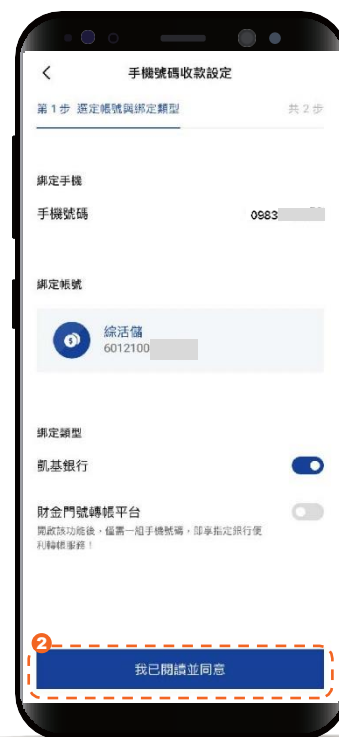 手機號碼收款設定
第1步 選定帳號與綁定類型 共2步
綁定手機
手機號碼 0983
綁定帳號
綜活儲
6012100
綁定類型
凱基銀行
財金門號轉帳平台
開啟該功能後，僅需一組手機號碼，即享指定銀行便
利轉帳服務！
2
我已閱讀並同意